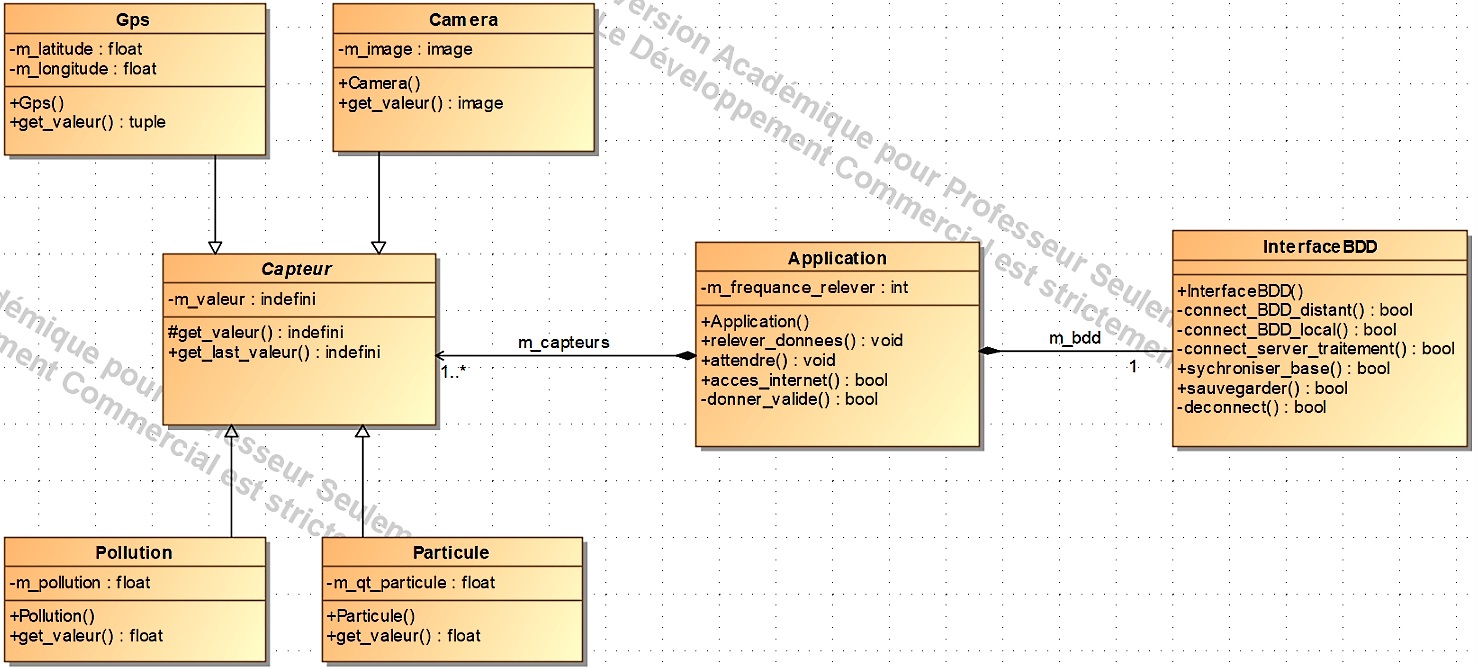 Gps
-m_latitude : float
-m_longitude : float
+Gps()
+get_valeur() : tuple
Camera
-m_image : image
+Camera()
+get_valeur() : image
Version Académique pour Professeur Seulem
Le Développement Commercial est strictemen
Capteur
-m_valeur : indefini
#get_valeur() : indefini
+get_last_valeur() : indefini
m_capteurs
1..*
Application
-m_frequance_relever : int
+Application()
+relever_donnees() : void
+attendre() : void
+acces_internet() : bool
-donner_valide() : bool
m_bdd
1
InterfaceBDD
+InterfaceBDD()
-connect_BDD_distant() : bool
-connect_BDD_local() : bool
-connect_server_traitement() : bool
+sychroniser_base() : bool
+sauvegarder() : bool
-deconnect() : bool
démique pour Professeur Seulem
ment Commercial est stricte
Pollution
-m_pollution : float
+Pollution()
+get_valeur() : float
Particule
-m_qt_particule : float
+Particule()
+get_valeur() : float